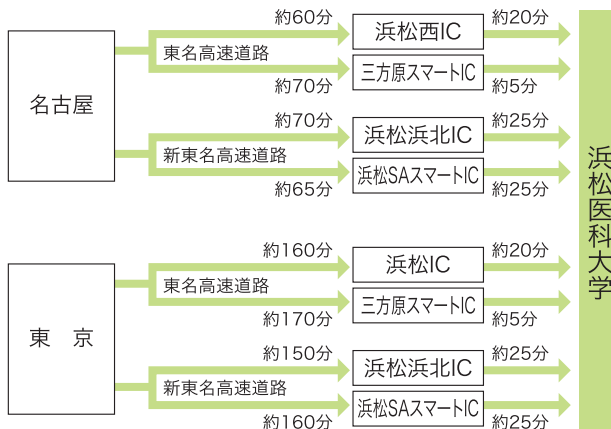 名古屋
東名高速道路
約60分
浜松西IC
約20分
約70分
三方原スマートIC
約5分
新東名高速道路
約70分
浜松浜北IC
約25分
約65分
浜松SAスマートIC
約25分
東　京
東名高速道路
約160分
浜松IC
約20分
約170分
三方原スマートIC
約5分
新東名高速道路
約150分
浜松浜北IC
約25分
約160分
浜松SAスマートIC
約25分
浜松医科大学